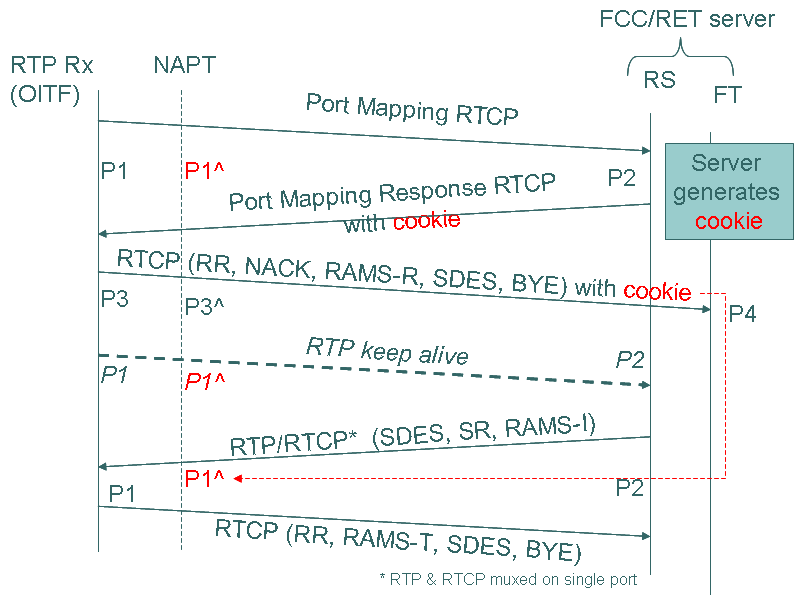 FCC/RET server
RTP Rx
(OITF)
NAPT
RS
FT
Port Mapping RTCP
P1
P1^
P2
Server
generates
cookie
Port Mapping Response RTCP
with cookie
RTCP (RR, NACK, RAMS-R, SDES, BYE) with cookie
P3
P3^
P4
RTP keep alive
P1
P1^
P2
RTP/RTCP* (SDES, SR, RAMS-I)
P1^
P1
P2
RTCP (RR, RAMS-T, SDES, BYE)
* RTP & RTCP muxed on single port